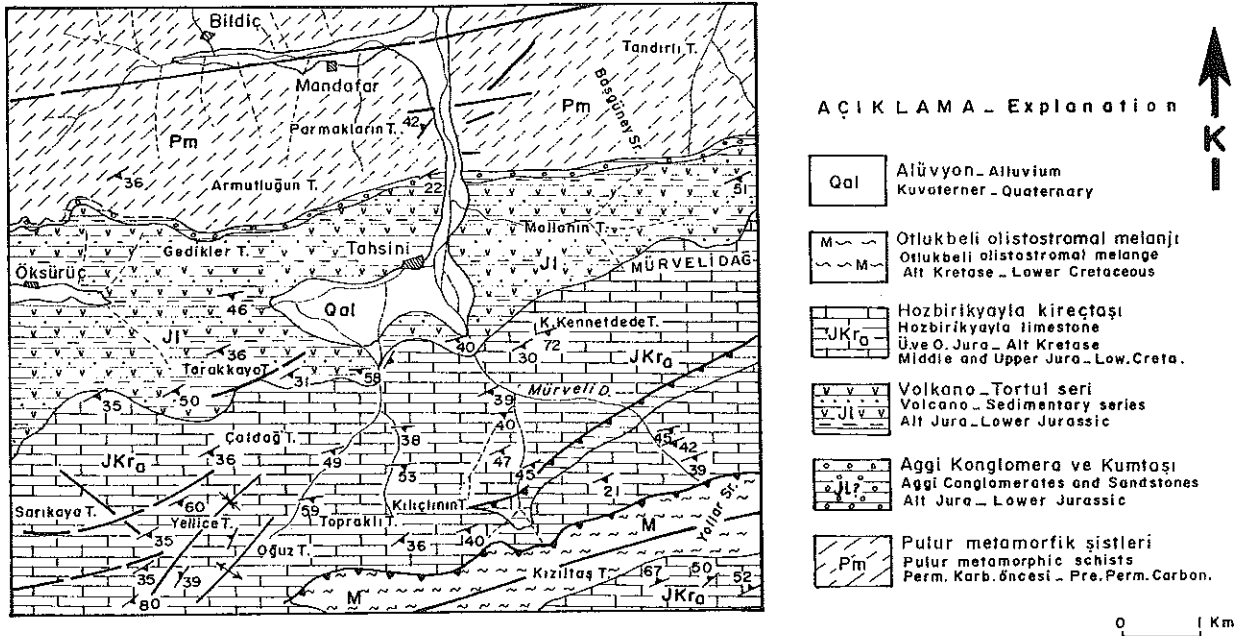 Bildiç
Tandırlı T.
Mandafar
Başgüney Sr.
Pm
42
Parmakların T.
Pm
36
Armutluğun T.
22
51
Gedikler T.
Mallahin T.
Tahsini
Jl
MÜRVELİ DAĞ
Öksürüç
46
Qal
K. Kennetdede T.
Jl
36
40
72
30
JKra
Tarakkaya T.
31
58
Mürveli D.
35
50
39
40
Çaldağ T.
38
45
42
JKra
36
49
47
39
53
45
21
60
59
Sarıkaya T.
Yellice T.
Topraklı T.
Kılıçlının T.
M
Yollar Sr.
35
Oğuz T.
36
40
35
39
Kızıltaş T.
67
50
52
80
M
JKra
K
AÇIKLAMA _ Explanation
Qal
Alüvyon _ Alluvium
Kuvaterner _ Quaternary
M
M
Otlukbeli olistostromal melanjı
Otlukbeli olistostromal melange
Alt Kretase _ Lower Cretaceous
JKra
Hozbirikyayla kireçtaşı
Hozbirikyayla limestone
Ü.ve O. Jura _ Alt Kretase
Middle and Upper Jura _ Low. Creta.
Jl
Volkano _ Tortul seri
Volcano _ Sedimentary series
Alt Jura _ Lower Jurassic
Jl?
Aggi Konglomera ve Kumtaşı
Aggi Conglomerates and Sandstones
Alt Jura _ Lower Jurassic
Pm
Pulur metamorfik şistleri
Pulur metamorphic schists
Perm. Karb. öncesi _ Pre. Perm. Carbon.
0 1 Km